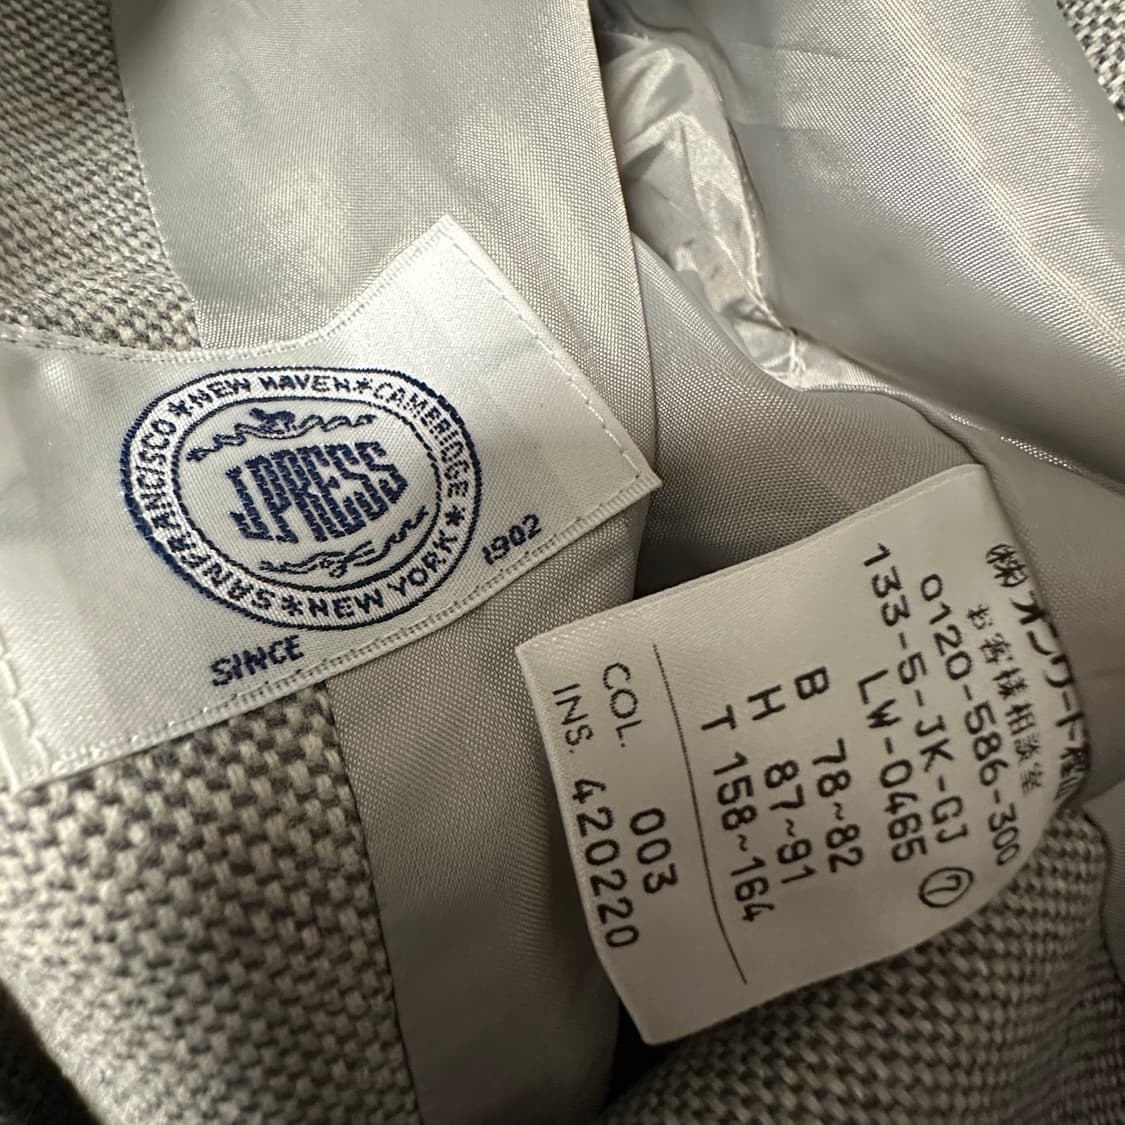 NEW HAVEN * CAMBRIDGE * NEW YORK * SAN FRANCISCO *
J.PRESS
SINCE 1902
(株)オンワード樫山
お客様相談室
0120-586-300
133-5-JK-GJ ⑦
LW-0465
B 78~82
H 87~91
T 158~164
COL. 003
INS. 420220